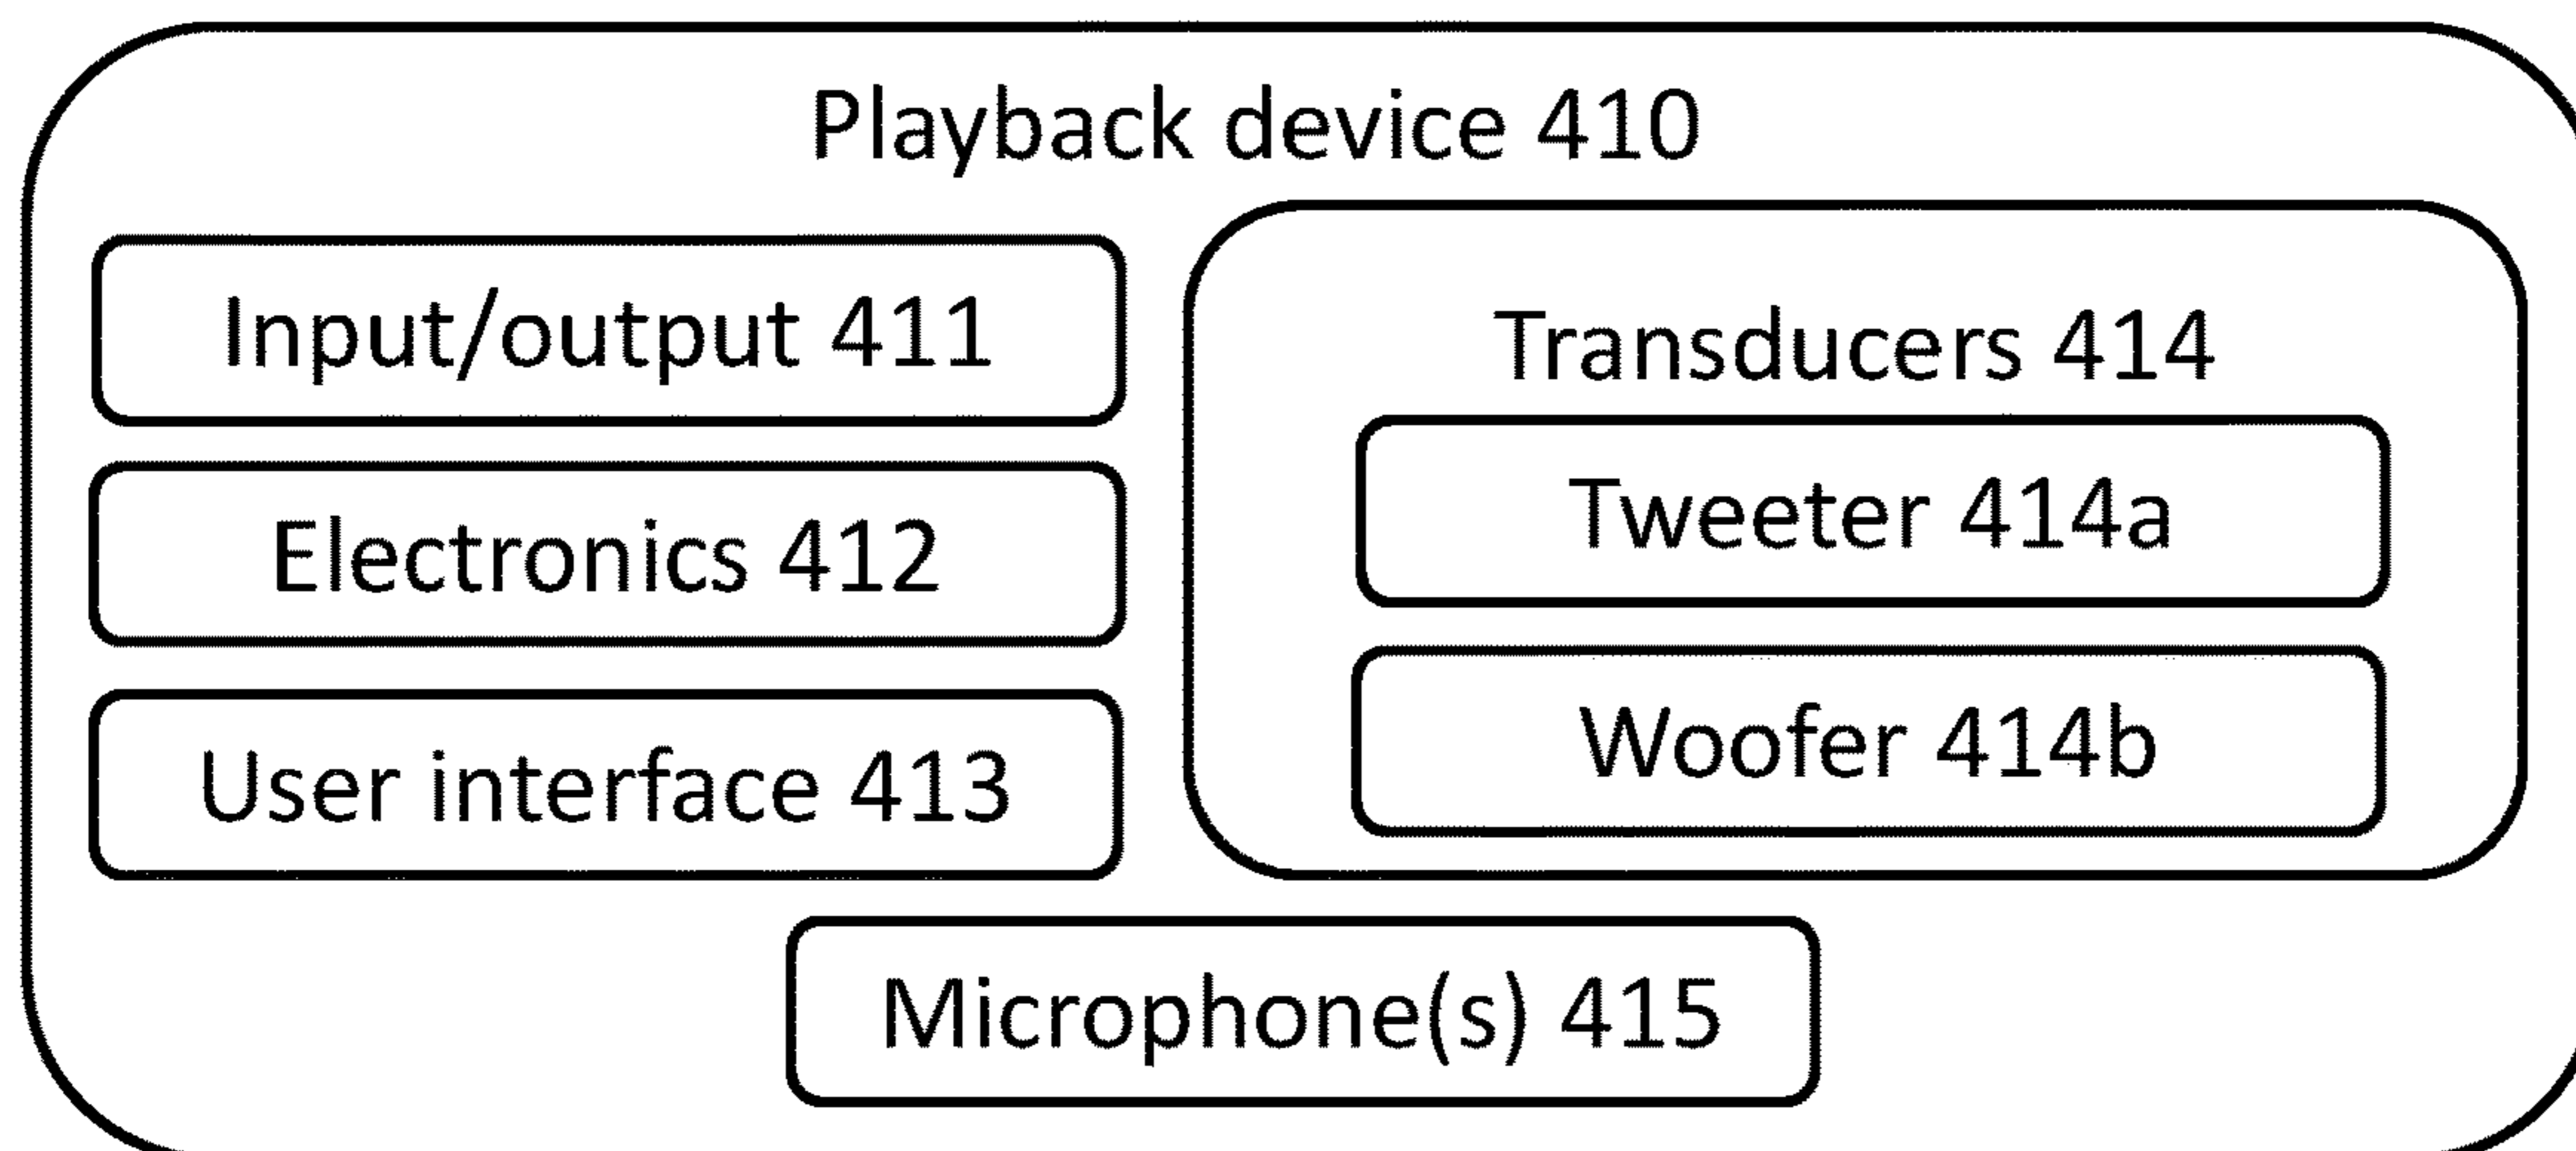 Playback device 410
Input/output 411
Electronics 412
User interface 413
Transducers 414
Tweeter 414a
Woofer 414b
Microphone(s) 415